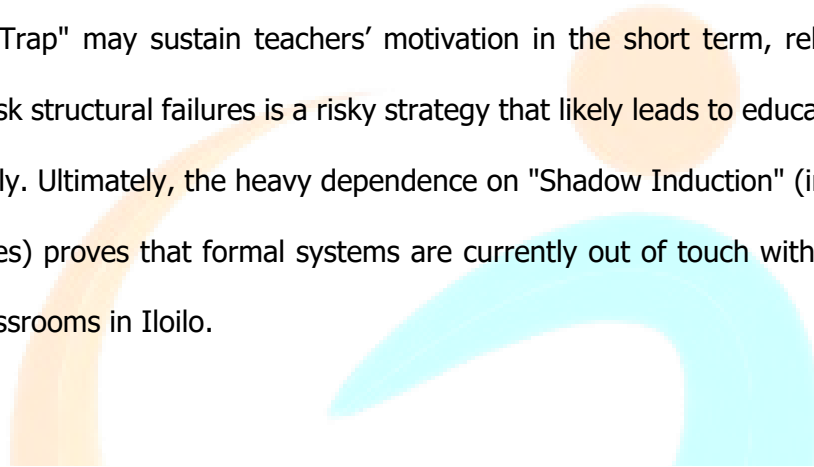 Trap" may sustain teachers’ motivation in the short term, rel
sk structural failures is a risky strategy that likely leads to educa
ly. Ultimately, the heavy dependence on "Shadow Induction" (i
es) proves that formal systems are currently out of touch with
ssrooms in Iloilo.